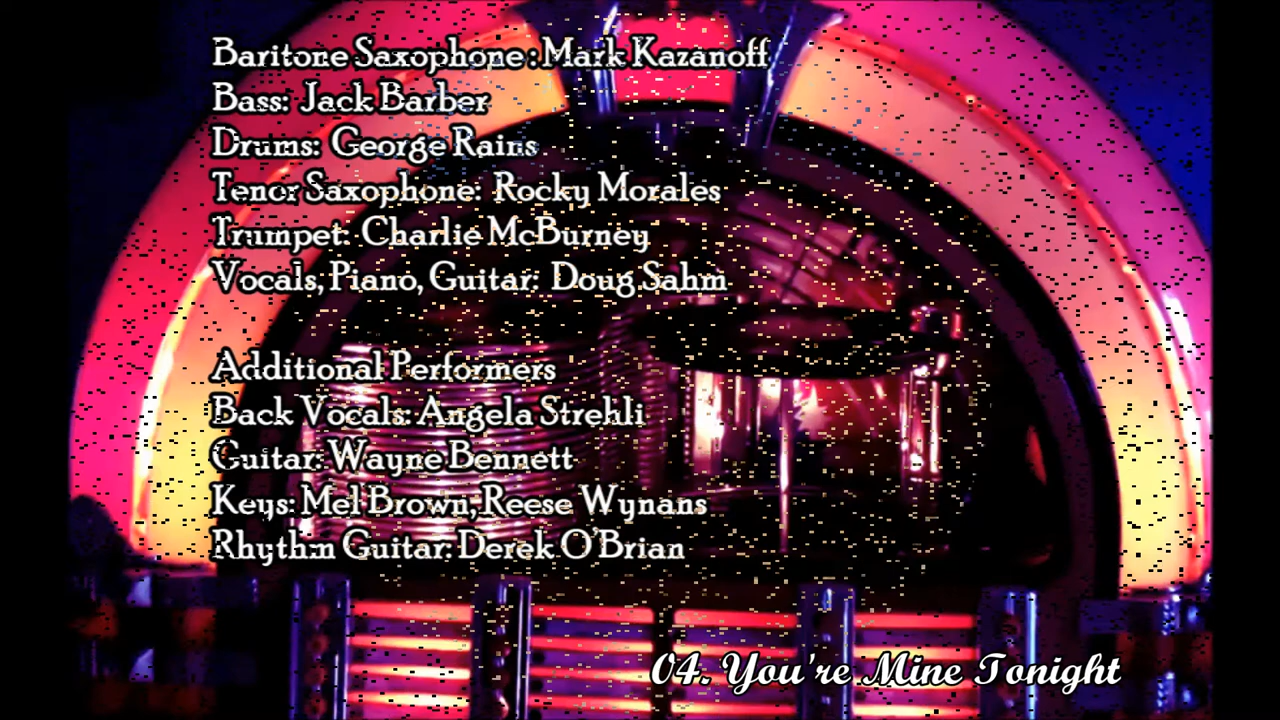 Baritone Saxophone : Mark Kazanoff
Bass: Jack Barber
Drums: George Rains
Tenor Saxophone: Rocky Morales
Trumpet: Charlie McBurney
Vocals, Piano, Guitar: Doug Sahm
Additional Performers
Back Vocals: Angela Strehli
Guitar: Wayne Bennett
Keys: Mel Brown, Reese Wynans
Rhythm Guitar: Derek O'Brian
04. You're Mine Tonight